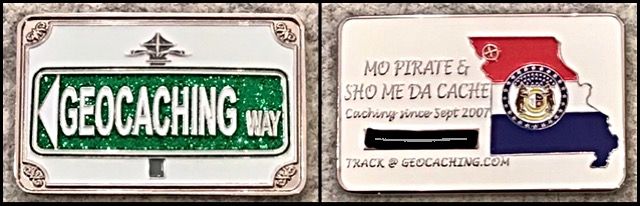 GEOCACHING WAY
MO PIRATE &
SHO ME DA CACHE
Caching since Sept 2007
TRACK @ GEOCACHING.COM